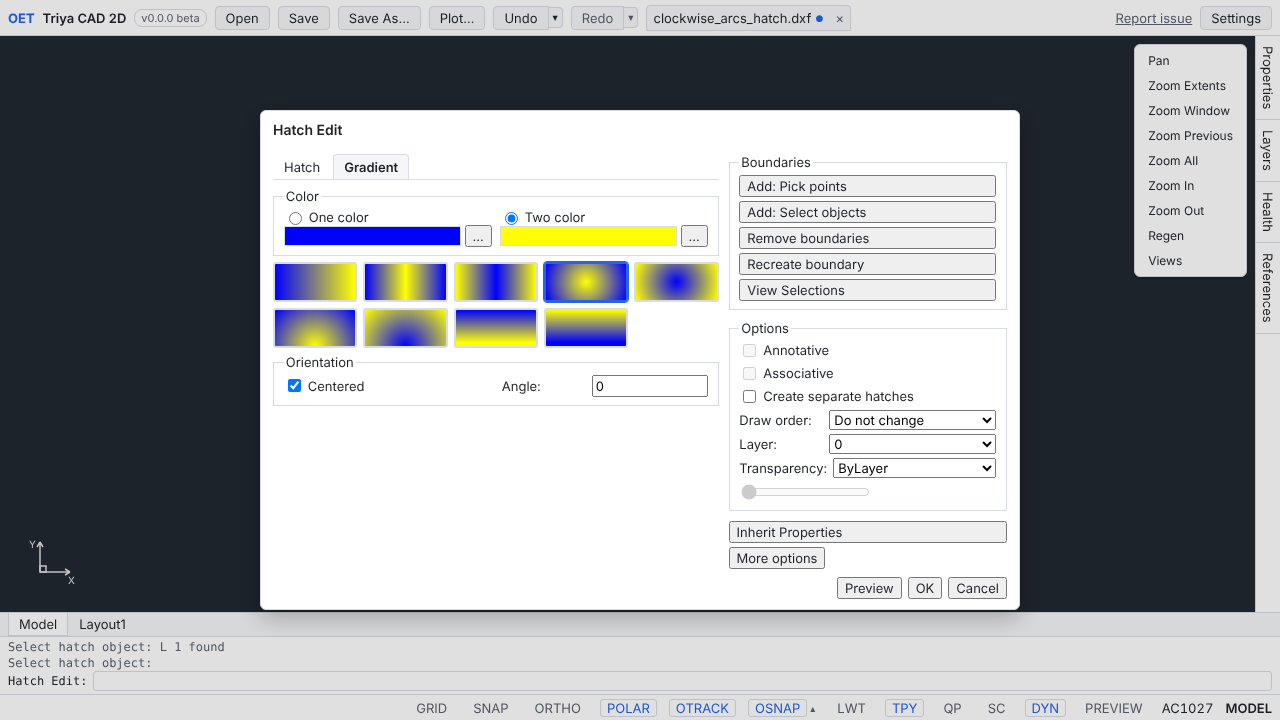 OET Triya CAD 2D v0.0.0 beta Open Save Save As... Plot... Undo ▾ Redo ▾ clockwise_arcs_hatch.dxf ● × Report issue Settings
Pan
Zoom Extents
Zoom Window
Zoom Previous
Zoom All
Zoom In
Zoom Out
Regen
Views
Properties
Layers
Health
References
Hatch Edit
Hatch Gradient
Color
One color Two color
... ...
Orientation
Centered Angle: 0
Boundaries
Add: Pick points
Add: Select objects
Remove boundaries
Recreate boundary
View Selections
Options
Annotative
Associative
Create separate hatches
Draw order: Do not change
Layer: 0
Transparency: ByLayer
Inherit Properties
More options
Preview OK Cancel
Y
X
Model Layout1
Select hatch object: L 1 found
Select hatch object:
Hatch Edit:
GRID SNAP ORTHO POLAR OTRACK OSNAP ▴ LWT TPY QP SC DYN PREVIEW AC1027 MODEL